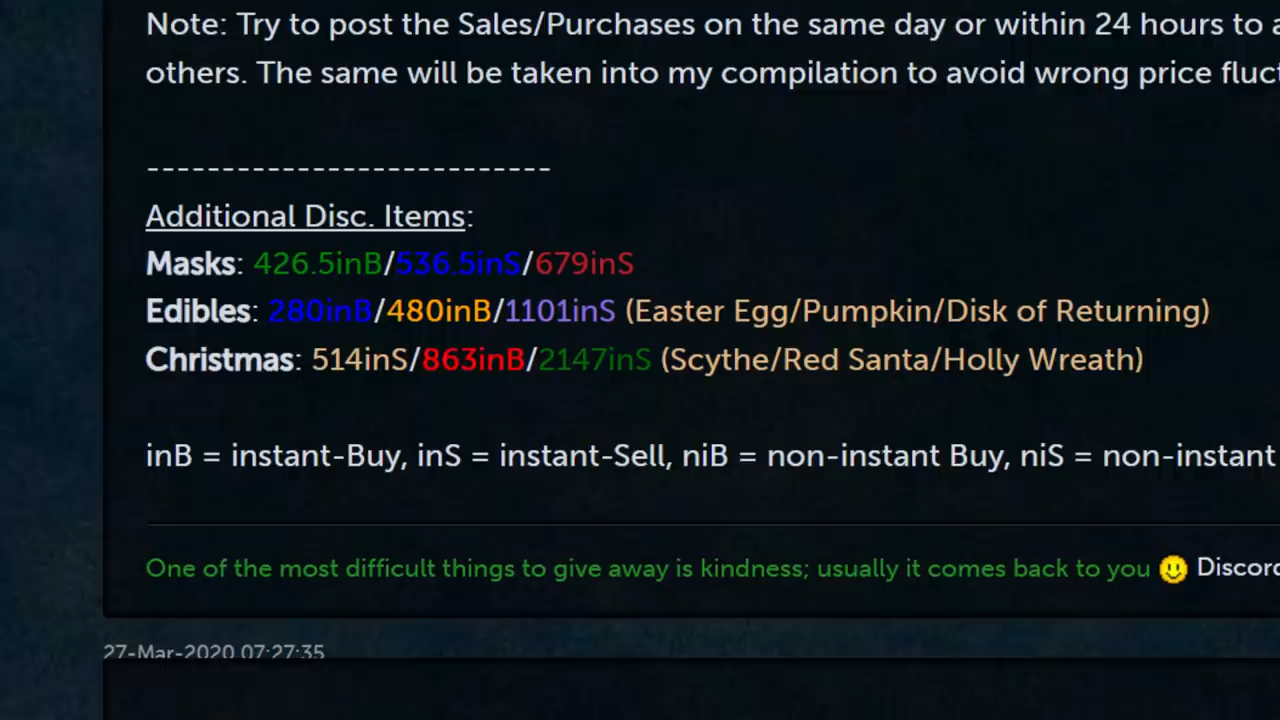 Note: Try to post the Sales/Purchases on the same day or within 24 hours to
others. The same will be taken into my compilation to avoid wrong price
---------------------------
Additional Disc. Items:
Masks: 426.5inB/536.5inS/679inS
Edibles: 280inB/480inB/1101inS (Easter Egg/Pumpkin/Disk of Returning)
Christmas: 514inS/863inB/2147inS (Scythe/Red Santa/Holly Wreath)
inB = instant-Buy, inS = instant-Sell, niB = non-instant Buy, niS = non-instant
One of the most difficult things to give away is kindness; usually it comes back to you Discord
27-Mar-2020 07:27:35